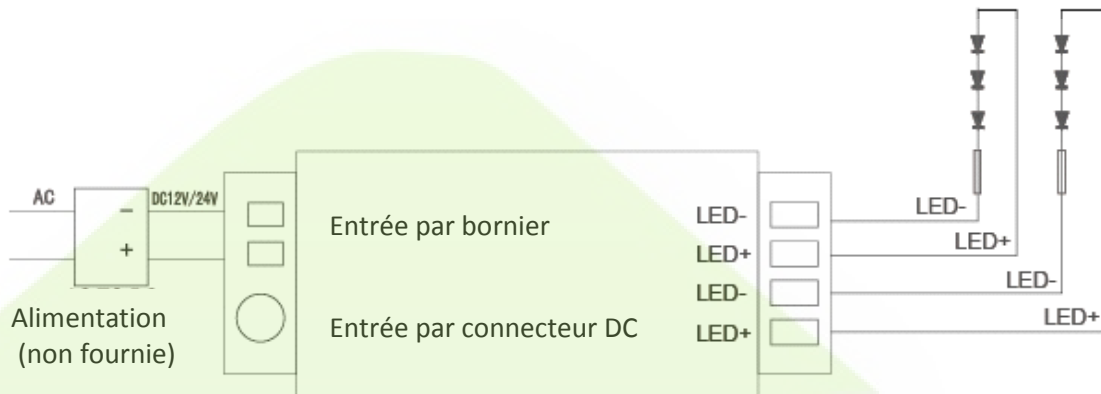 AC
DC12V/24V
−
+
Entrée par bornier
Entrée par connecteur DC
Alimentation
(non fournie)
LED-
LED+
LED-
LED+
LED-
LED+
LED-
LED+